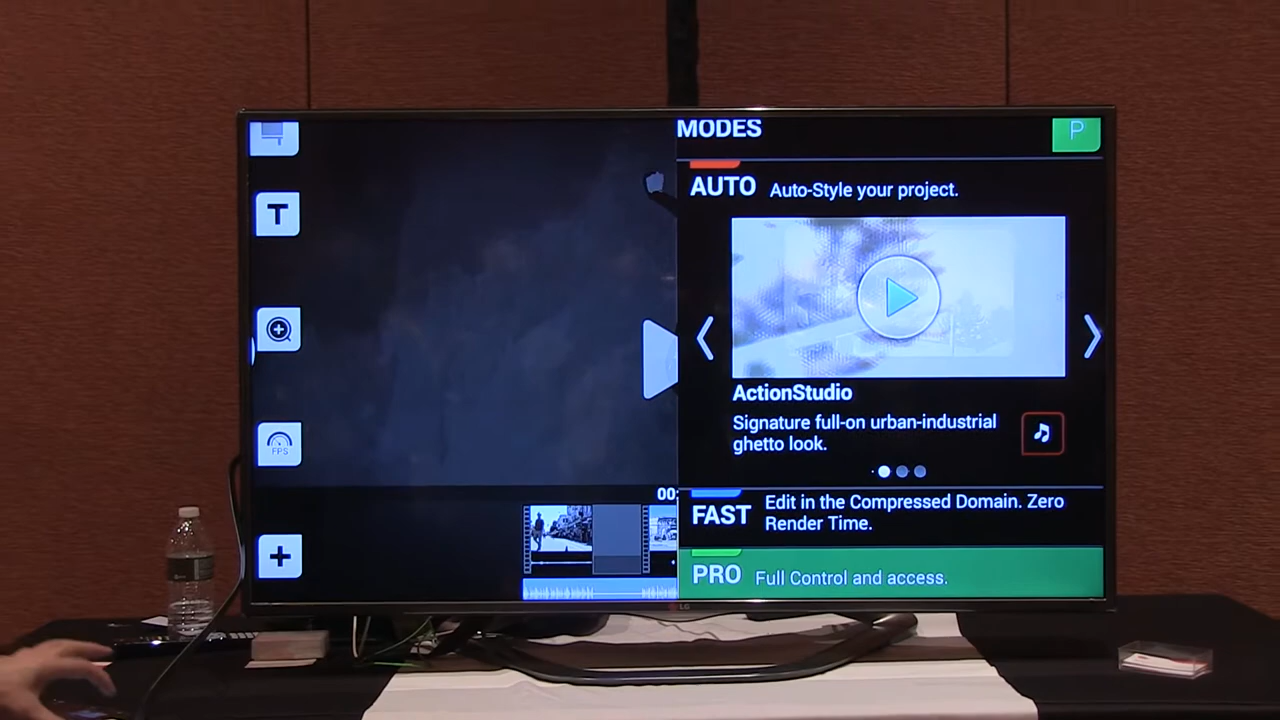 MODES
P
AUTO Auto-Style your project.
T
ActionStudio
Signature full-on urban-industrial
ghetto look.
FPS
00:
FAST Edit in the Compressed Domain. Zero
Render Time.
PRO Full Control and access.
LG